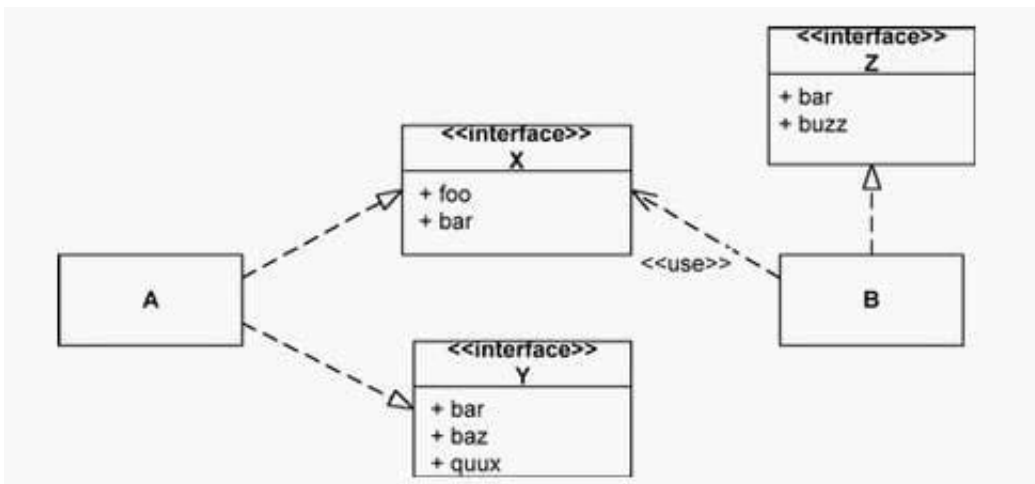 <<interface>>
Z
+ bar
+ buzz
<<interface>>
X
+ foo
+ bar
<<use>>
A
B
<<interface>>
Y
+ bar
+ baz
+ quux